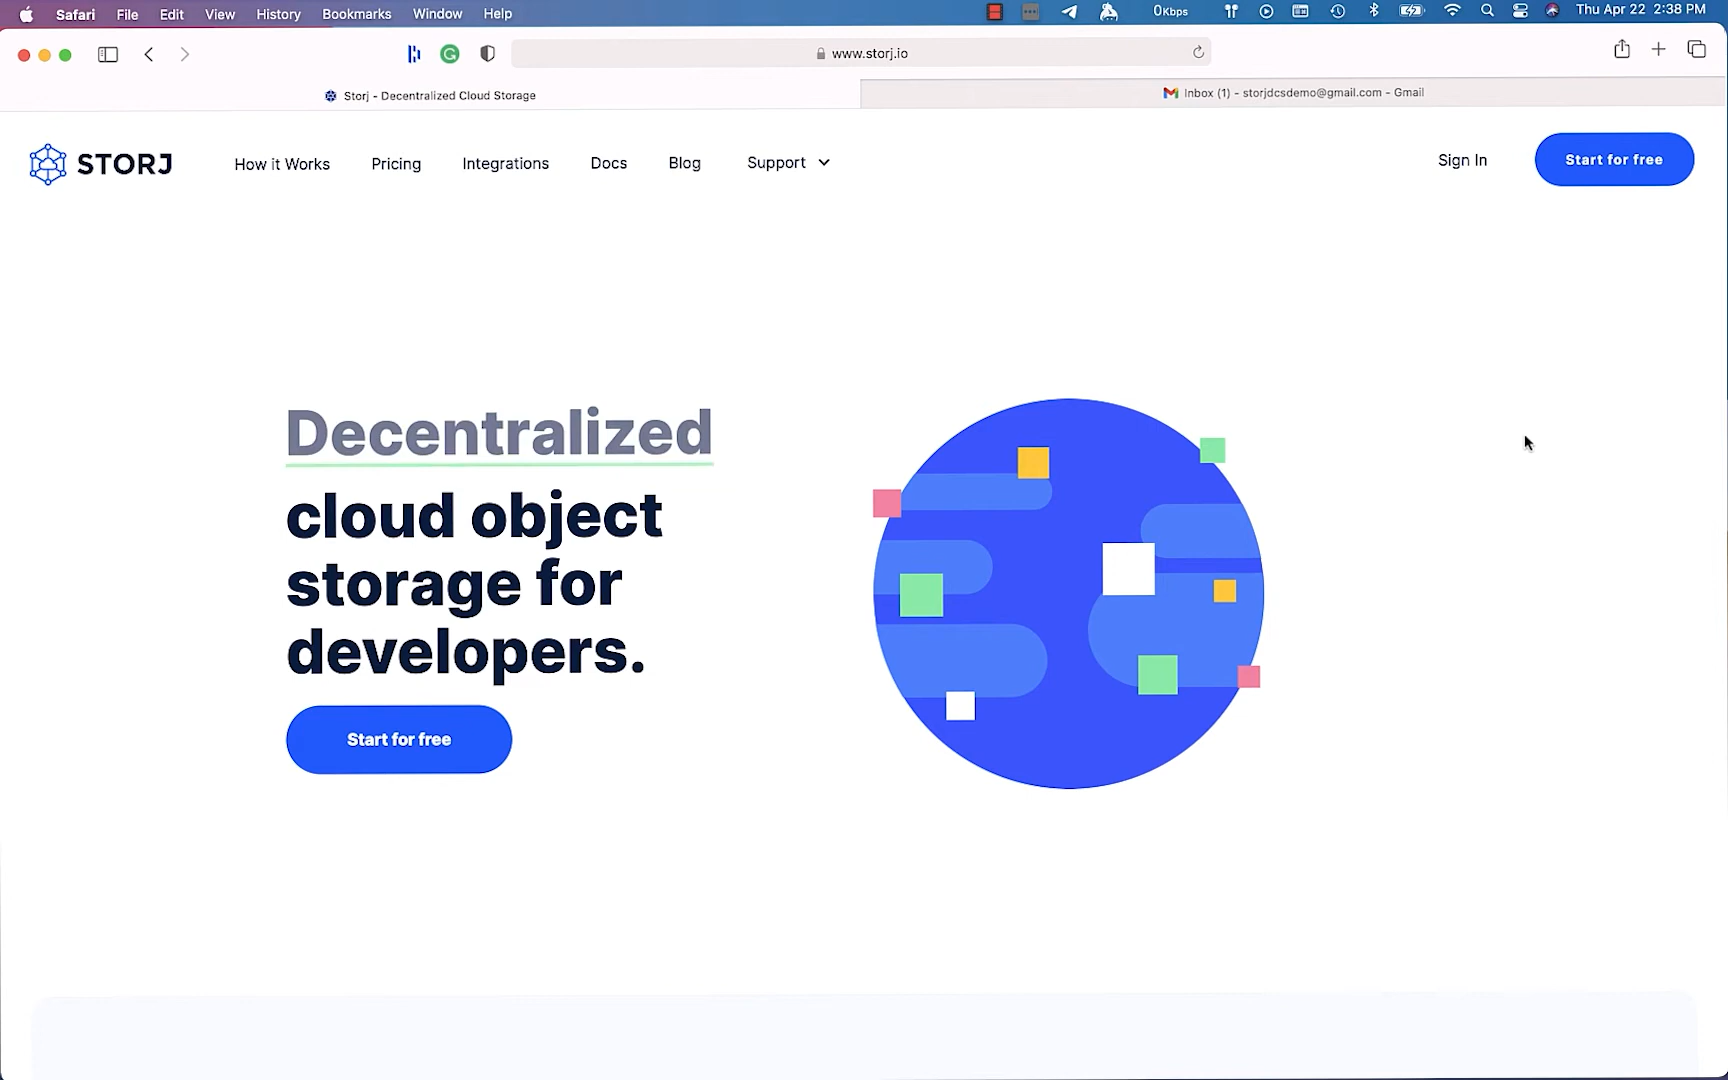 Safari File Edit View History Bookmarks Window Help
0Kbps
Thu Apr 22 2:38 PM
www.storj.io
Storj - Decentralized Cloud Storage
Inbox (1) - storjdcsdemo@gmail.com - Gmail
STORJ
How it Works
Pricing
Integrations
Docs
Blog
Support
Sign In
Start for free
Decentralized
cloud object
storage for
developers.
Start for free